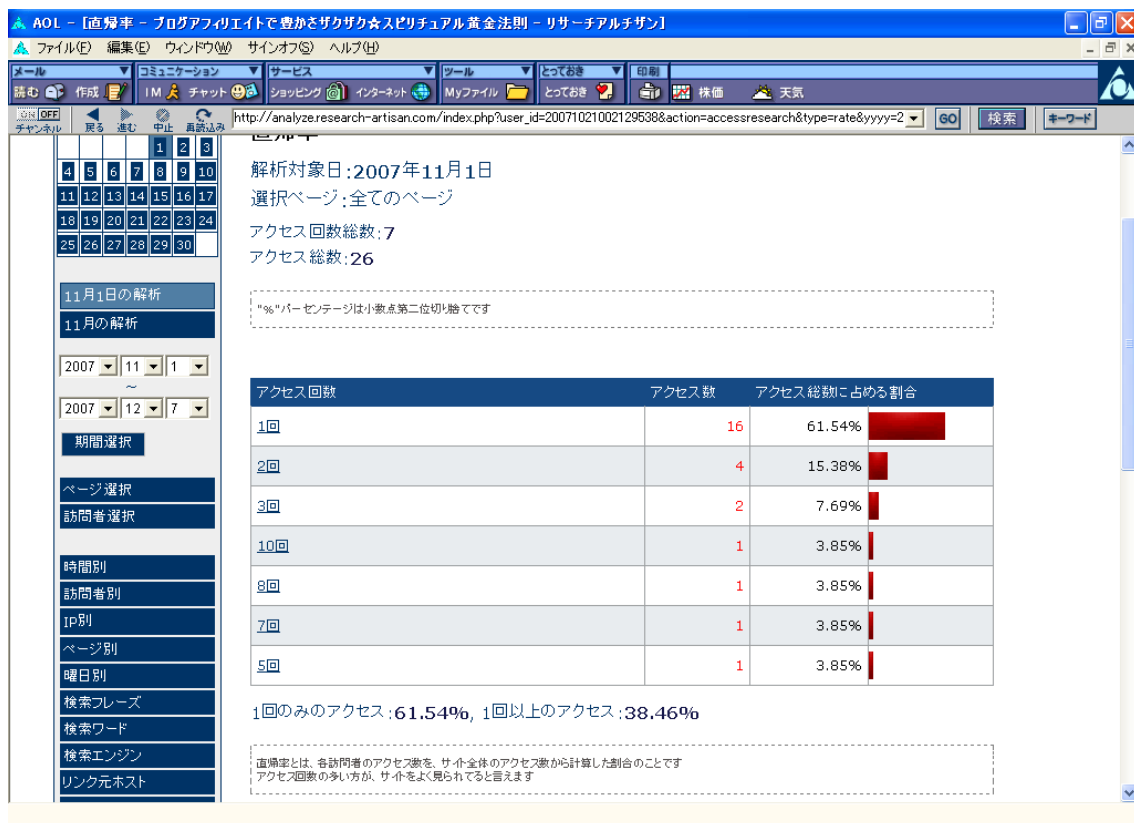 AOL - [直帰率 - ブログアフィリエイトで豊かさザクザク☆スピリチュアル黄金法則 - リサーチアルチザン]
ファイル(F) 編集(E) ウィンドウ(W) サインオフ(S) ヘルプ(H)
メール コミュニケーション サービス ツール とっておき 印刷
読む 作成 IM チャット ショッピング インターネット Myファイル とっておき 株価 天気
ON OFF
チャンネル 戻る 進む 中止 再読込み http://analyze.research-artisan.com/index.php?user_id=20071021002129538&action=accessresearch&type=rate&yyyy=2 GO 検索 キーワード
直帰率
1 2 3
4 5 6 7 8 9 10
11 12 13 14 15 16 17
18 19 20 21 22 23 24
25 26 27 28 29 30
11月1日の解析
11月の解析
2007 11 1
~
2007 12 7
期間選択
ページ選択
訪問者選択
時間別
訪問者別
IP別
ページ別
曜日別
検索フレーズ
検索ワード
検索エンジン
リンク元ホスト
解析対象日:2007年11月1日
選択ページ:全てのページ
アクセス回数総数:7
アクセス総数:26
"%"パーセンテージは小数点第二位切り捨てです
アクセス回数 アクセス数 アクセス総数に占める割合
1回 16 61.54%
2回 4 15.38%
3回 2 7.69%
10回 1 3.85%
8回 1 3.85%
7回 1 3.85%
5回 1 3.85%
1回のみのアクセス:61.54%, 1回以上のアクセス:38.46%
直帰率とは、各訪問者のアクセス数を、サイト全体のアクセス数から計算した割合のことです
アクセス回数の多い方が、サイトをよく見られてると言えます